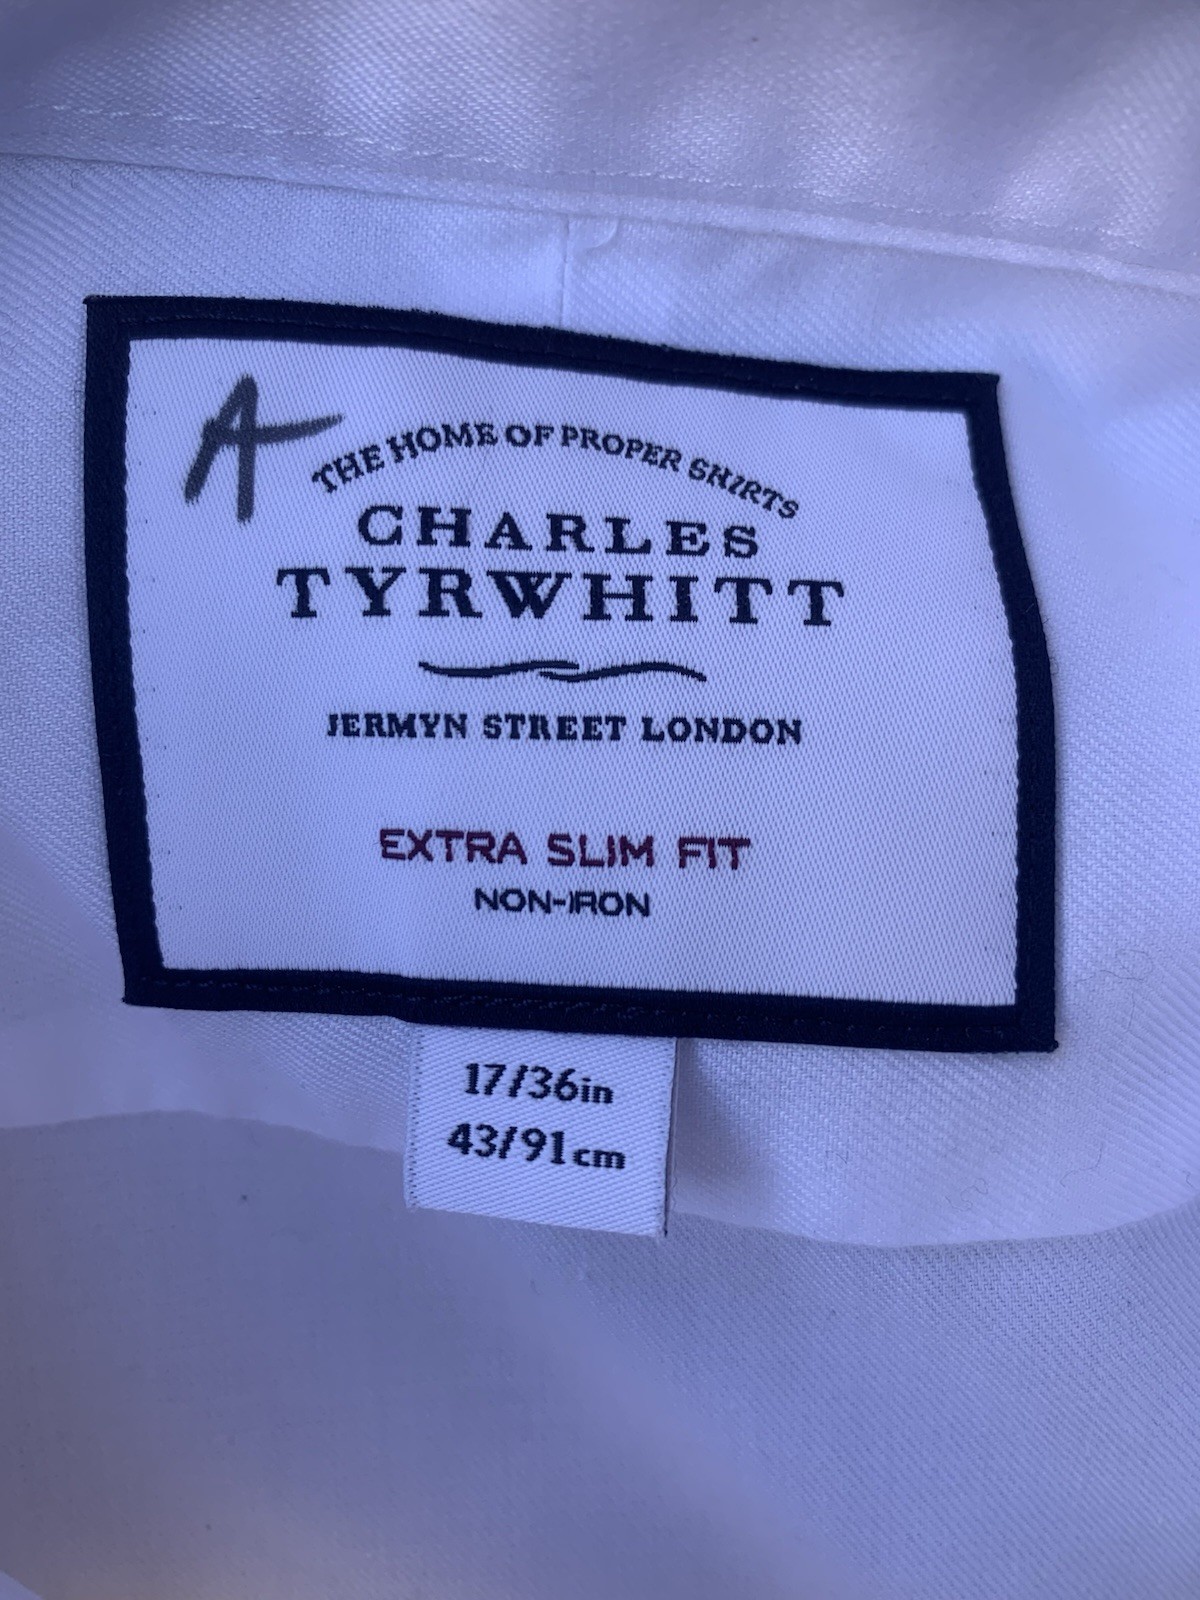 A
THE HOME OF PROPER SHIRTS
CHARLES
TYRWHITT
JERMYN STREET LONDON
EXTRA SLIM FIT
NON-IRON
17/36in
43/91cm